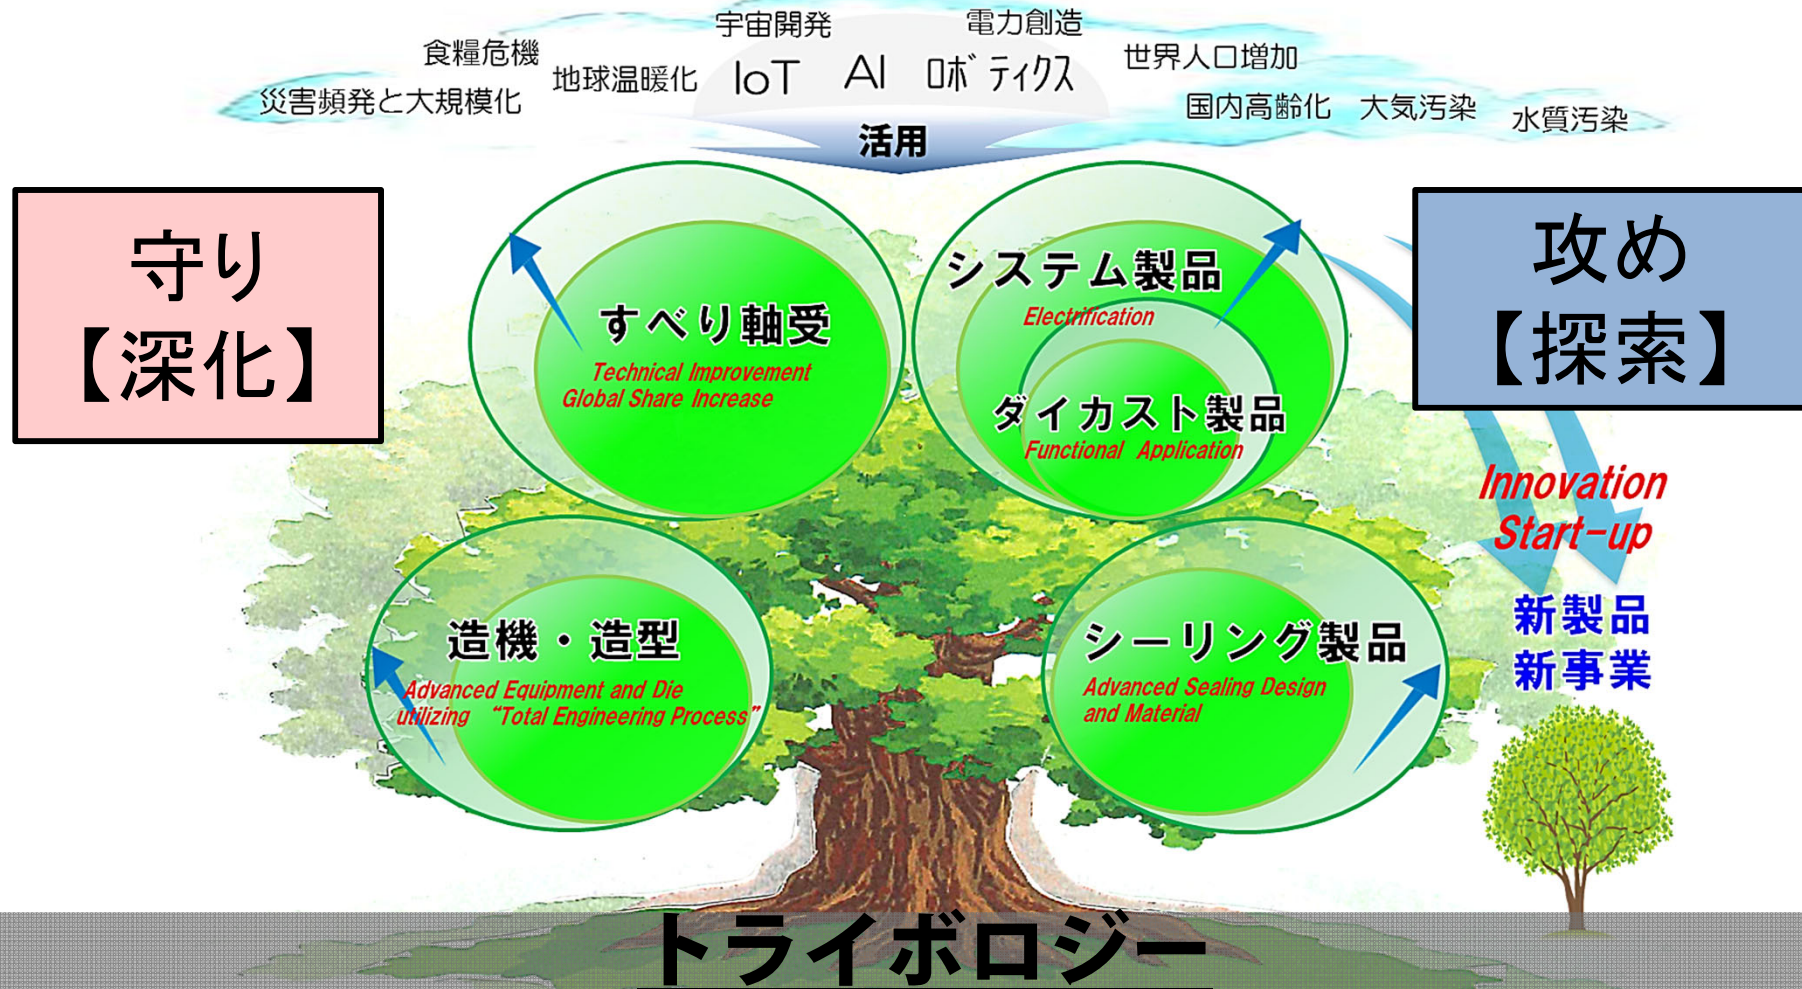 宇宙開発
電力創造
食糧危機
地球温暖化
IoT AI ロボティクス
世界人口増加
災害頻発と大規模化
国内高齢化
大気汚染
水質汚染
活用
守り
【深化】
攻め
【探索】
すべり軸受
Technical Improvement
Global Share Increase
システム製品
Electrification
ダイカスト製品
Functional Application
Innovation
Start-up
新製品
新事業
造機・造型
Advanced Equipment and Die
utilizing “Total Engineering Process”
シーリング製品
Advanced Sealing Design
and Material
トライボロジー